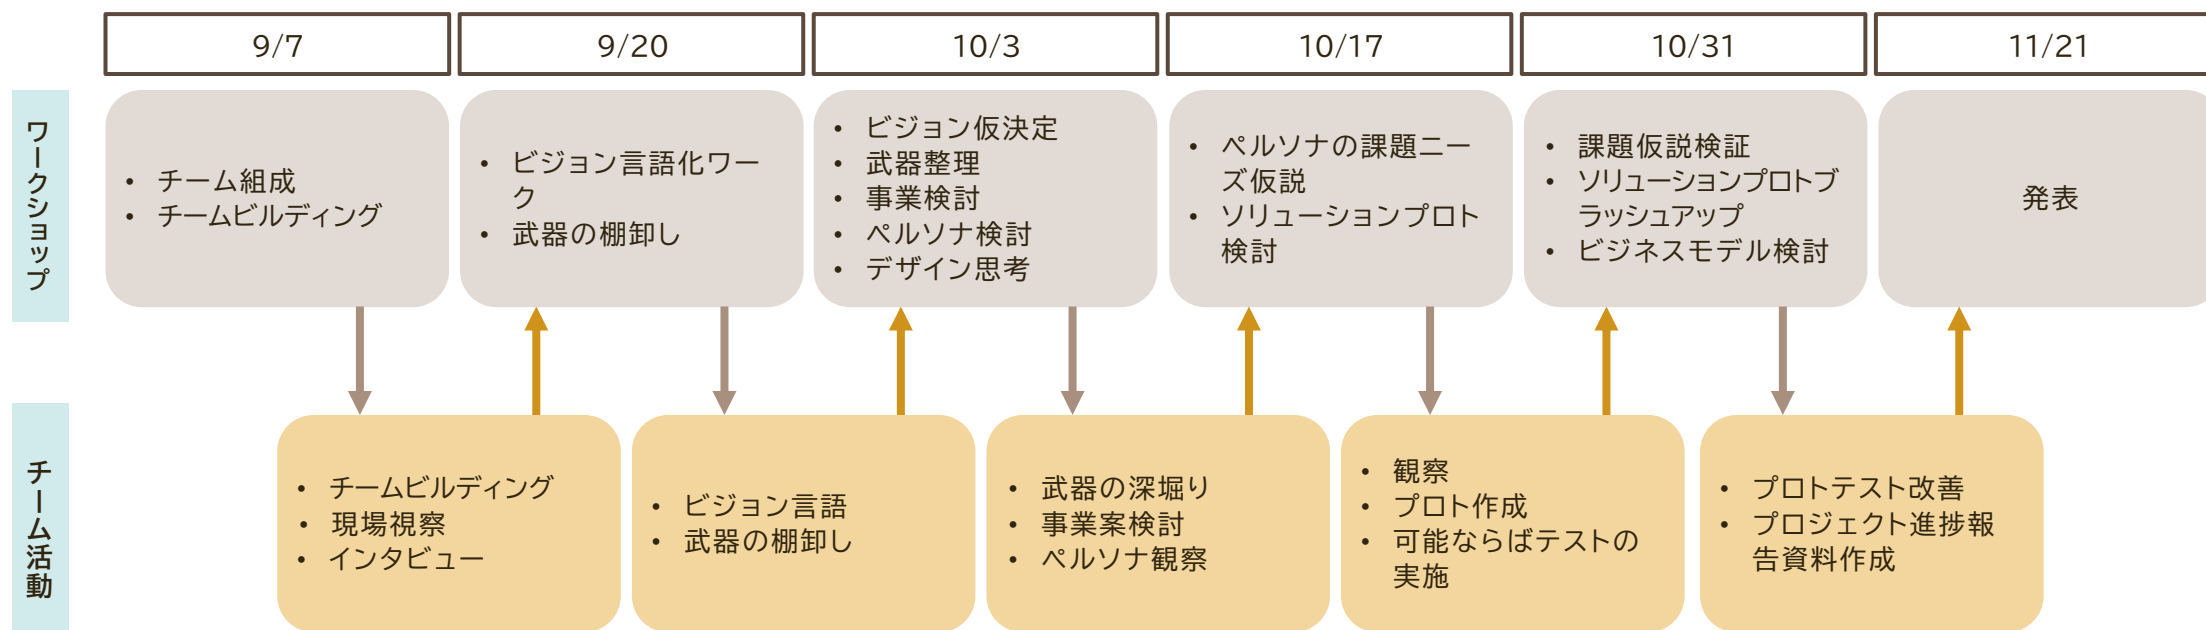 9/7
9/20
10/3
10/17
10/31
11/21
ワークショップ
• チーム組成
• チームビルディング
• ビジョン言語化ワー
ク
• 武器の棚卸し
• ビジョン仮決定
• 武器整理
• 事業検討
• ペルソナ検討
• デザイン思考
• ペルソナの課題ニー
ズ仮説
• ソリューションプロト
検討
• 課題仮説検証
• ソリューションプロトブ
ラッシュアップ
• ビジネスモデル検討
発表
チーム活動
• チームビルディング
• 現場視察
• インタビュー
• ビジョン言語
• 武器の棚卸し
• 武器の深堀り
• 事業案検討
• ペルソナ観察
• 観察
• プロト作成
• 可能ならばテストの
実施
• プロトテスト改善
• プロジェクト進捗報
告資料作成